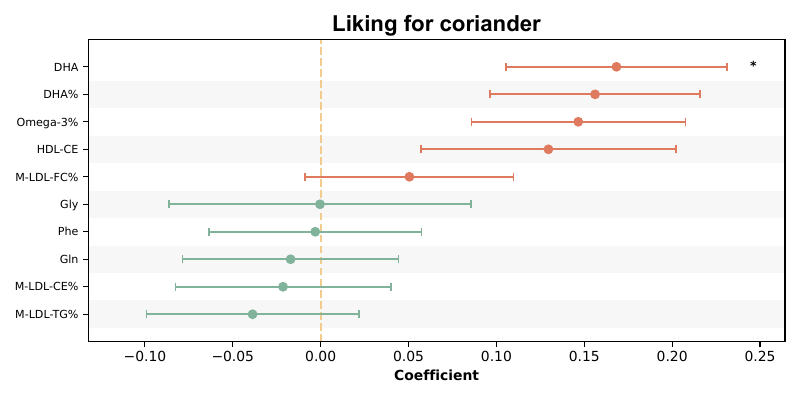 Liking for coriander
DHA
*
DHA%
Omega-3%
HDL-CE
M-LDL-FC%
Gly
Phe
Gln
M-LDL-CE%
M-LDL-TG%
−0.10 −0.05 0.00 0.05 0.10 0.15 0.20 0.25
Coefficient